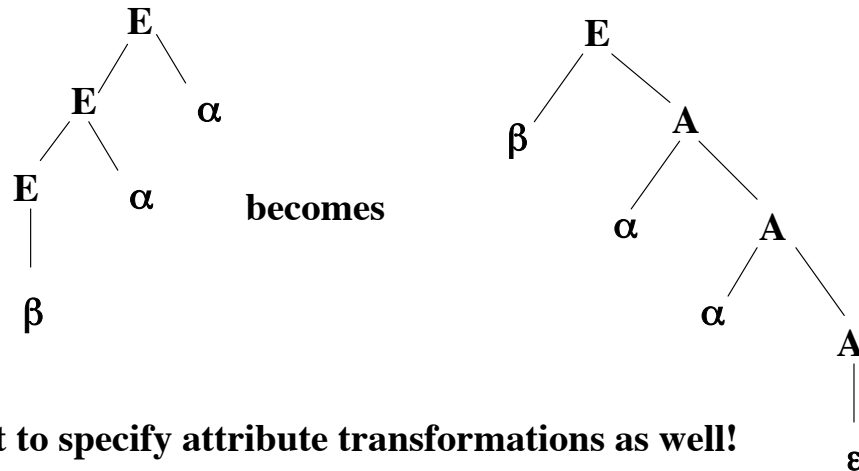 E
E
α
E
α
β
becomes
E
β
A
α
A
α
A
ε
to specify attribute transformations as well!